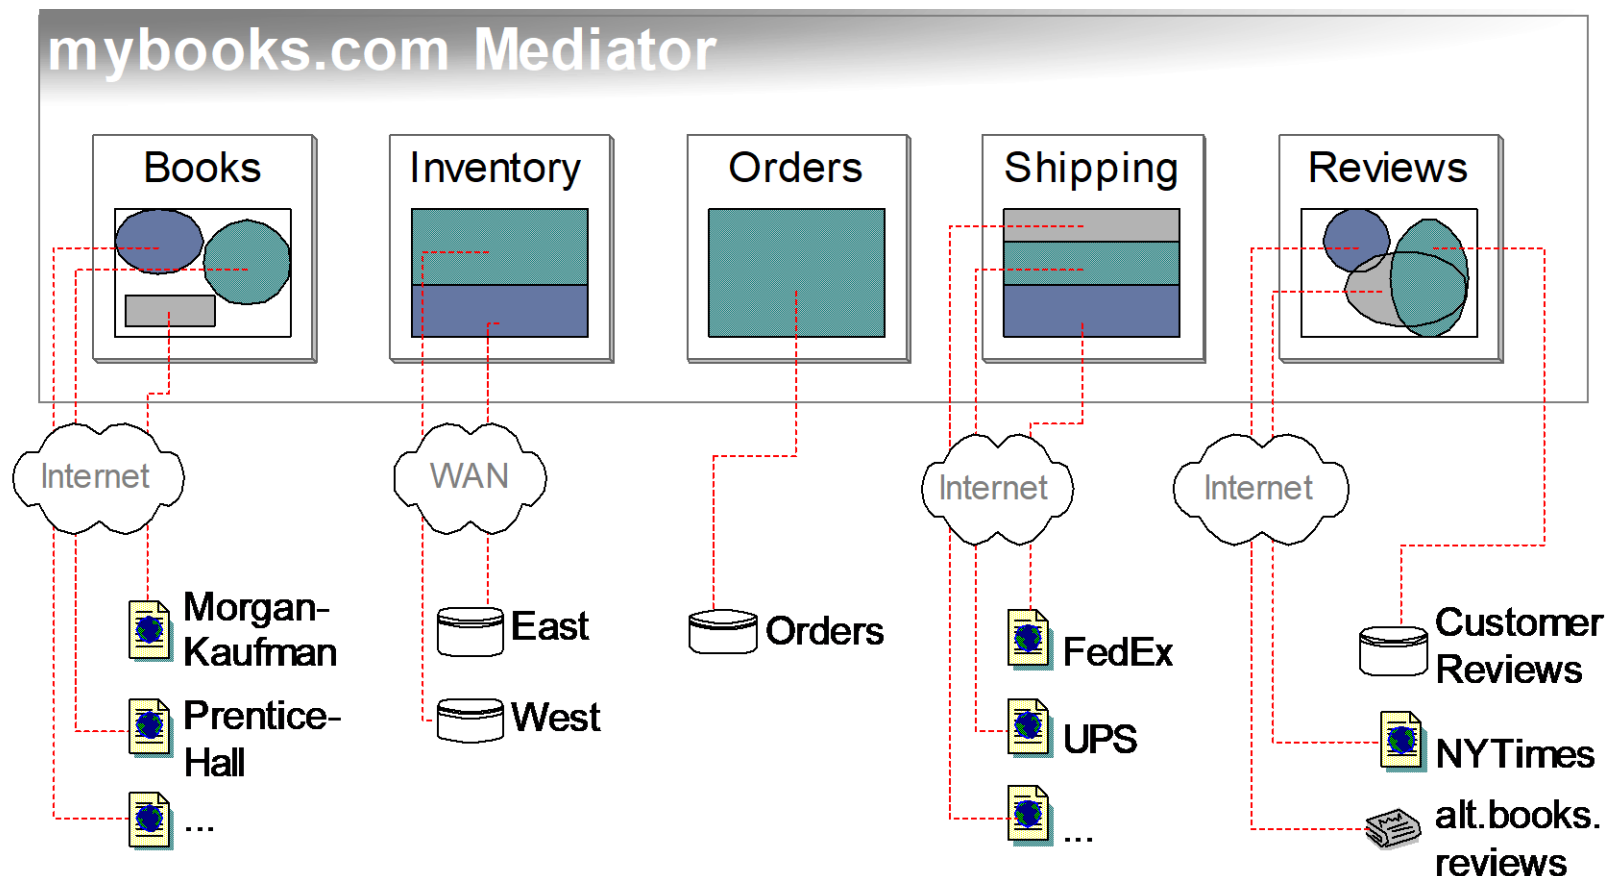 mybooks.com Mediator
Books
Inventory
Orders
Shipping
Reviews
Internet
WAN
Internet
Internet
Morgan-
Kaufman
Prentice-
Hall
...
East
West
Orders
FedEx
UPS
...
Customer
Reviews
NYTimes
alt.books.
reviews